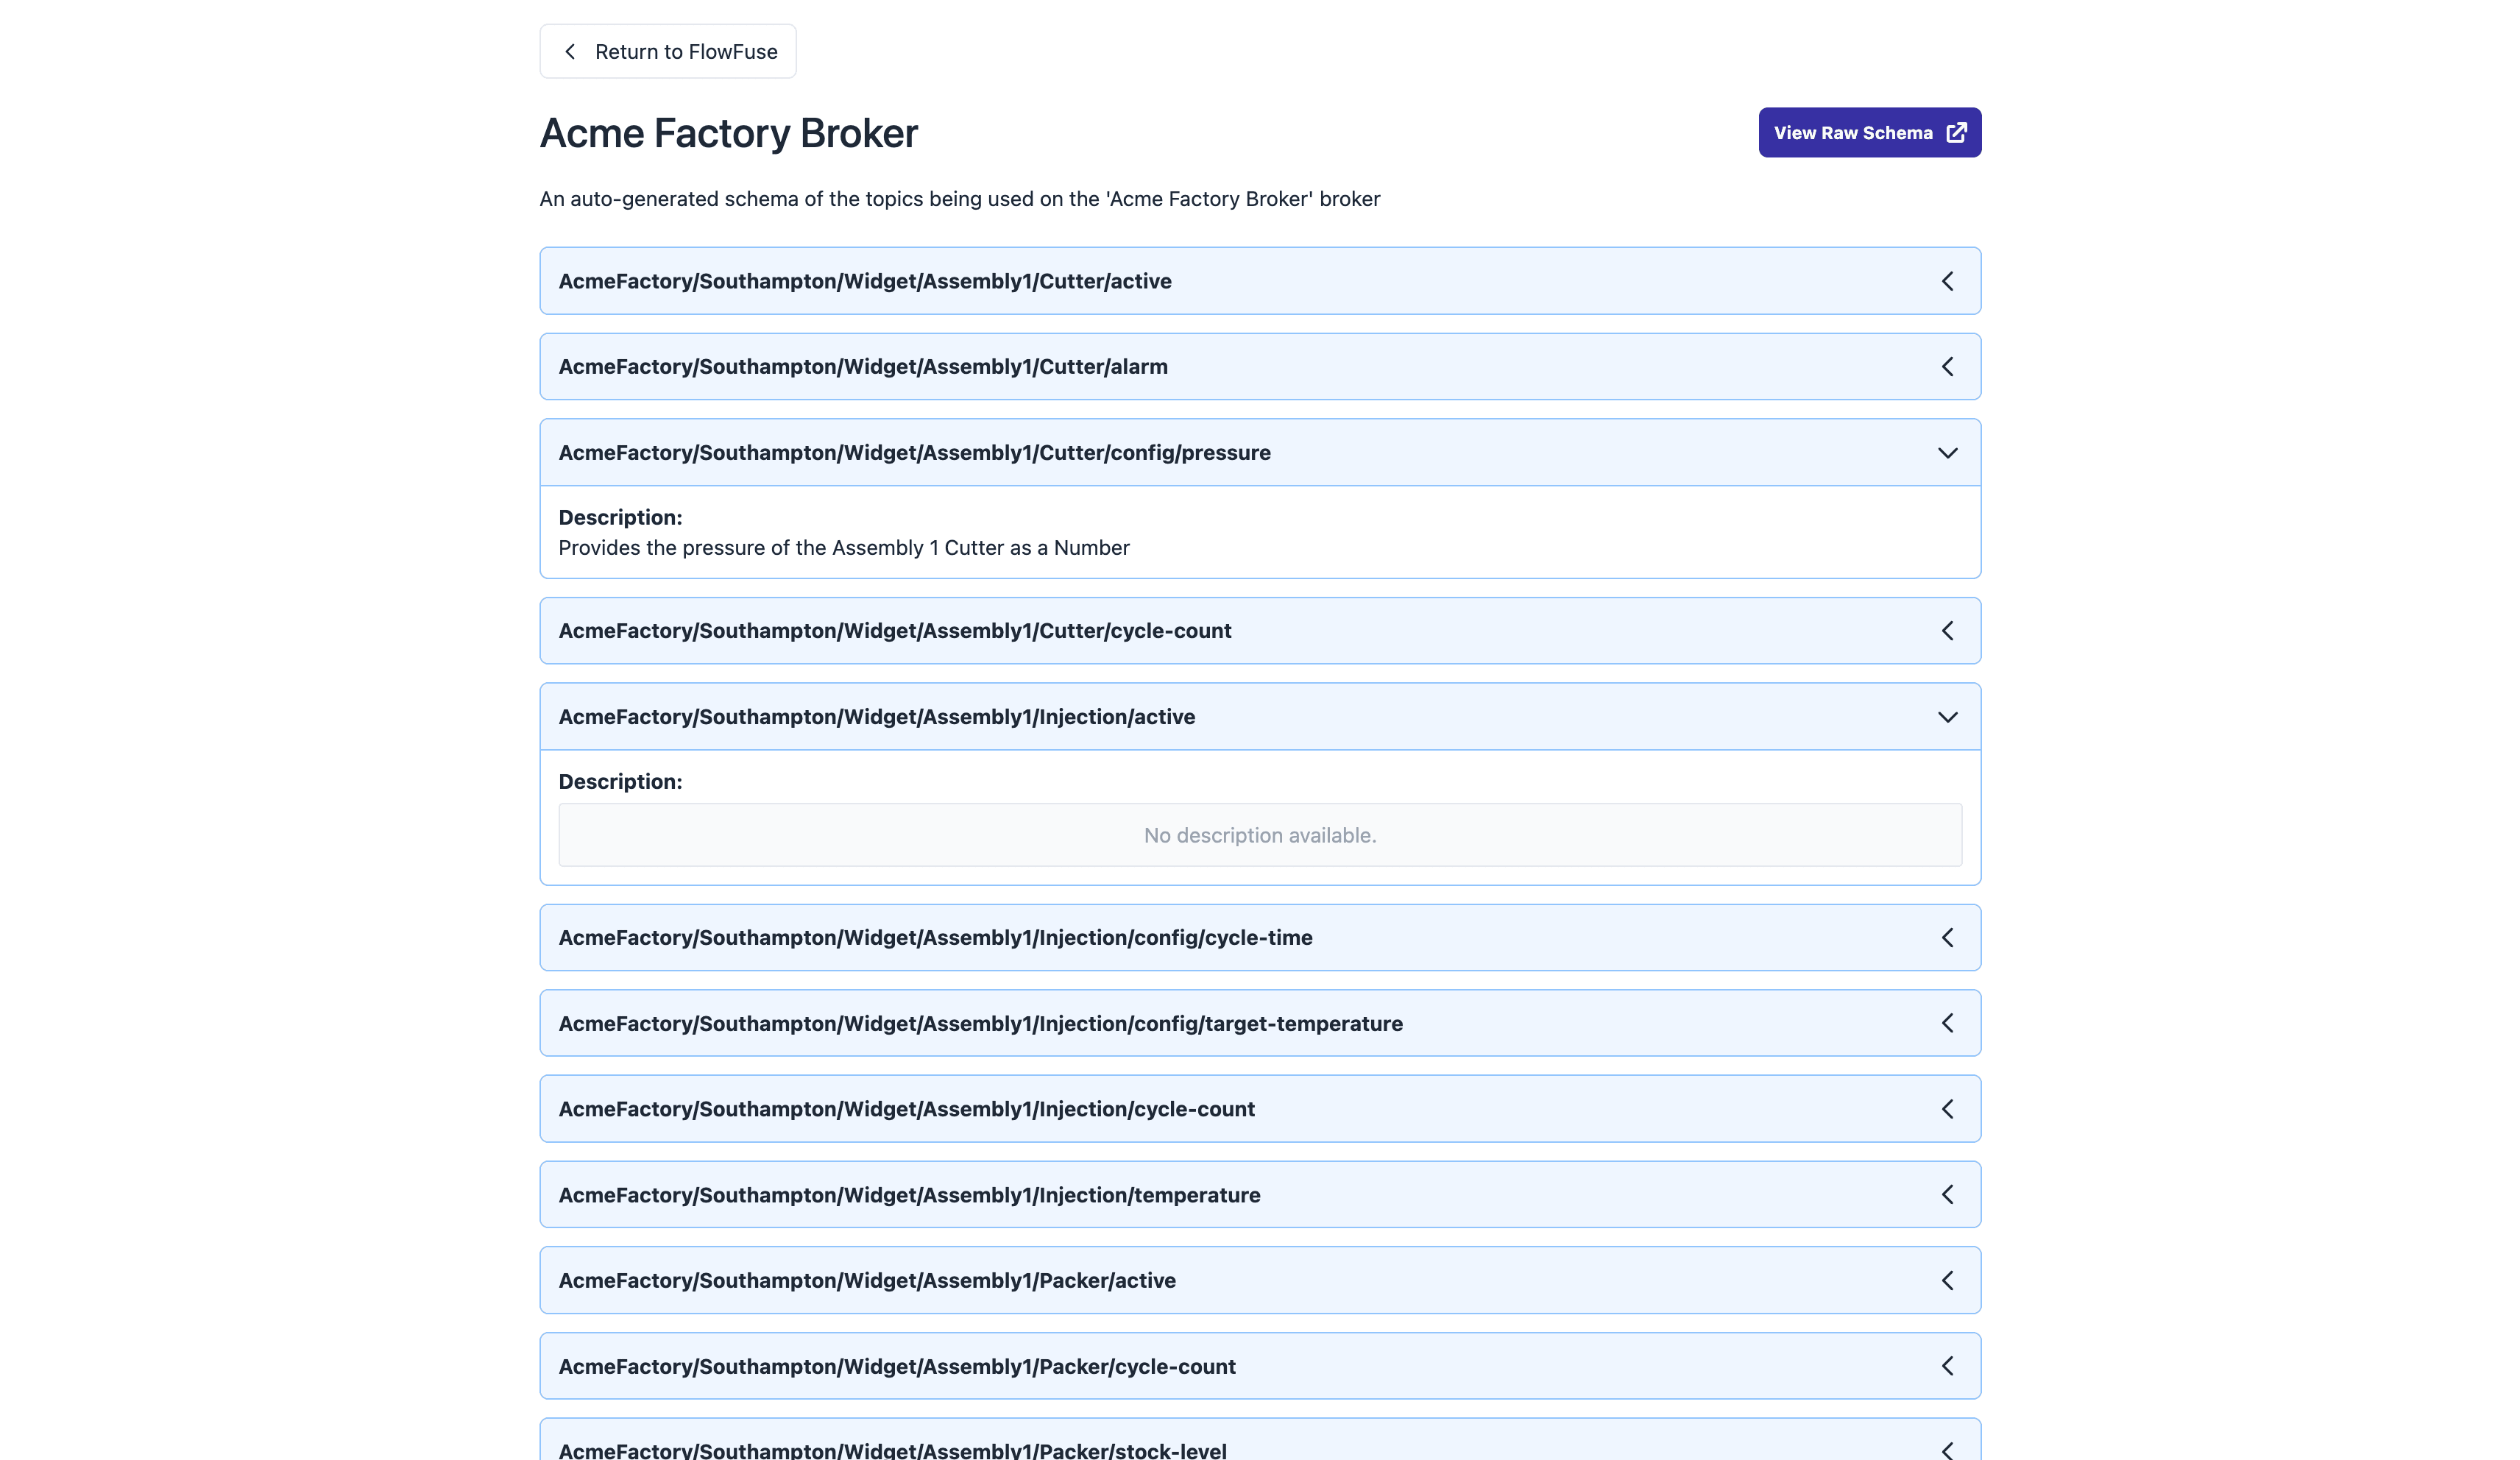 Return to FlowFuse
Acme Factory Broker
View Raw Schema
An auto-generated schema of the topics being used on the 'Acme Factory Broker' broker
AcmeFactory/Southampton/Widget/Assembly1/Cutter/active
AcmeFactory/Southampton/Widget/Assembly1/Cutter/alarm
AcmeFactory/Southampton/Widget/Assembly1/Cutter/config/pressure
Description:
Provides the pressure of the Assembly 1 Cutter as a Number
AcmeFactory/Southampton/Widget/Assembly1/Cutter/cycle-count
AcmeFactory/Southampton/Widget/Assembly1/Injection/active
Description:
No description available.
AcmeFactory/Southampton/Widget/Assembly1/Injection/config/cycle-time
AcmeFactory/Southampton/Widget/Assembly1/Injection/config/target-temperature
AcmeFactory/Southampton/Widget/Assembly1/Injection/cycle-count
AcmeFactory/Southampton/Widget/Assembly1/Injection/temperature
AcmeFactory/Southampton/Widget/Assembly1/Packer/active
AcmeFactory/Southampton/Widget/Assembly1/Packer/cycle-count
AcmeFactory/Southampton/Widget/Assembly1/Packer/stock-level